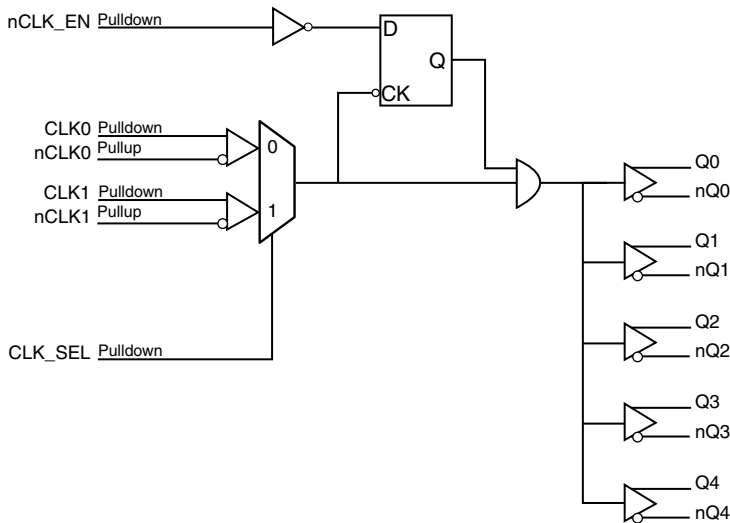 nCLK_EN Pulldown
D
Q
CK
CLK0 Pulldown
nCLK0 Pullup
0
CLK1 Pulldown
nCLK1 Pullup
1
CLK_SEL Pulldown
Q0
nQ0
Q1
nQ1
Q2
nQ2
Q3
nQ3
Q4
nQ4